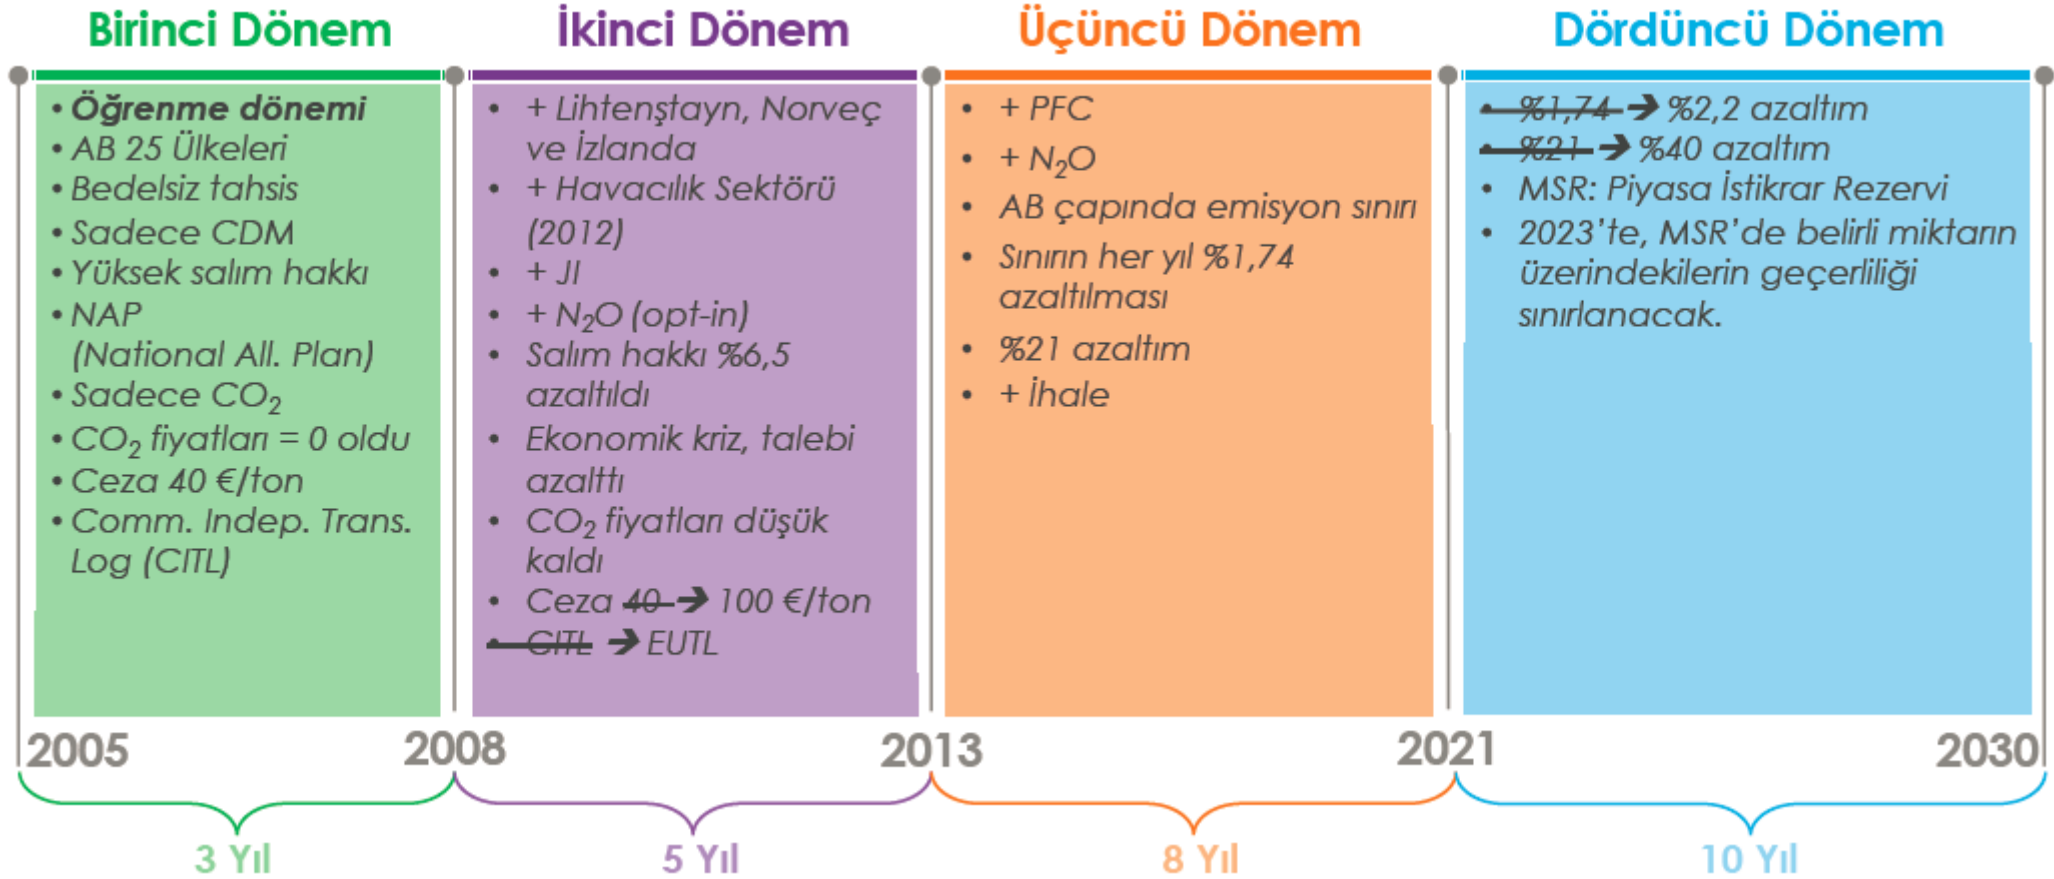 Birinci Dönem
• Öğrenme dönemi
• AB 25 Ülkeleri
• Bedelsiz tahsis
• Sadece CDM
• Yüksek salım hakkı
• NAP
(National All. Plan)
• Sadece CO₂
• CO₂ fiyatları = 0 oldu
• Ceza 40 €/ton
• Comm. Indep. Trans.
Log (CITL)
İkinci Dönem
• + Lihtenştayn, Norveç
ve İzlanda
• + Havacılık Sektörü
(2012)
• + JI
• + N₂O (opt-in)
• Salım hakkı %6,5
azaltıldı
• Ekonomik kriz, talebi
azalttı
• CO₂ fiyatları düşük
kaldı
• Ceza 40 → 100 €/ton
• CITL → EUTL
Üçüncü Dönem
• + PFC
• + N₂O
• AB çapında emisyon sınırı
• Sınırın her yıl %1,74
azaltılması
• %21 azaltım
• + İhale
Dördüncü Dönem
• %1,74 → %2,2 azaltım
• %21 → %40 azaltım
• MSR: Piyasa İstikrar Rezervi
• 2023’te, MSR’de belirli miktarın
üzerindekilerin geçerliliği
sınırlanacak.
2005 2008 2013 2021 2030
3 Yıl 5 Yıl 8 Yıl 10 Yıl